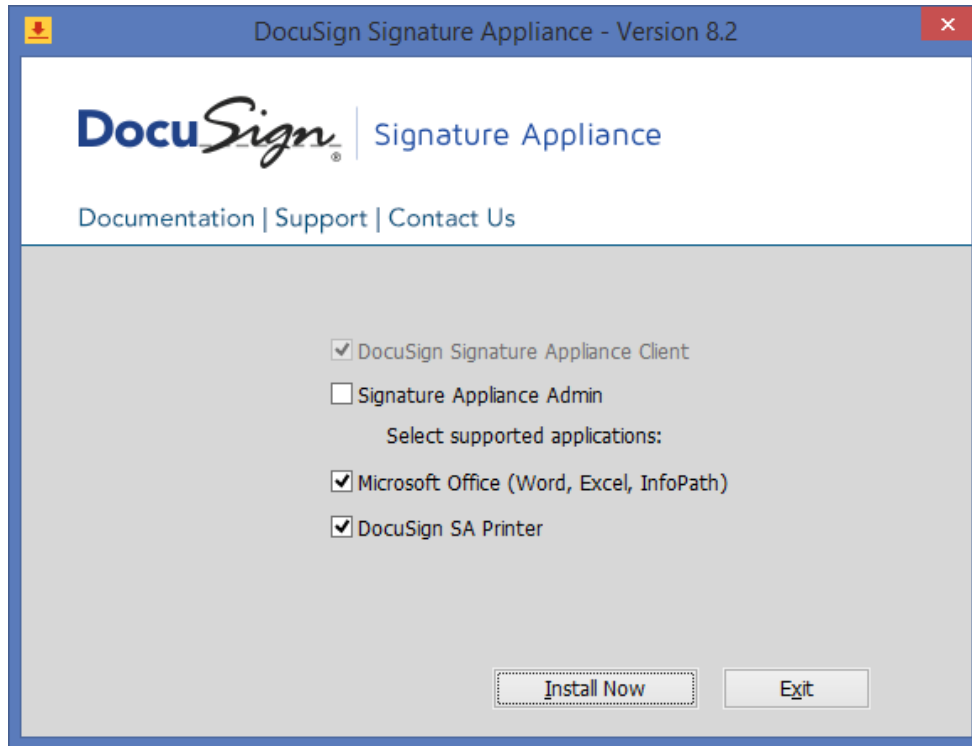 DocuSign Signature Appliance - Version 8.2
DocuSign® | Signature Appliance
Documentation | Support | Contact Us
DocuSign Signature Appliance Client
Signature Appliance Admin
Select supported applications:
Microsoft Office (Word, Excel, InfoPath)
DocuSign SA Printer
Install Now Exit